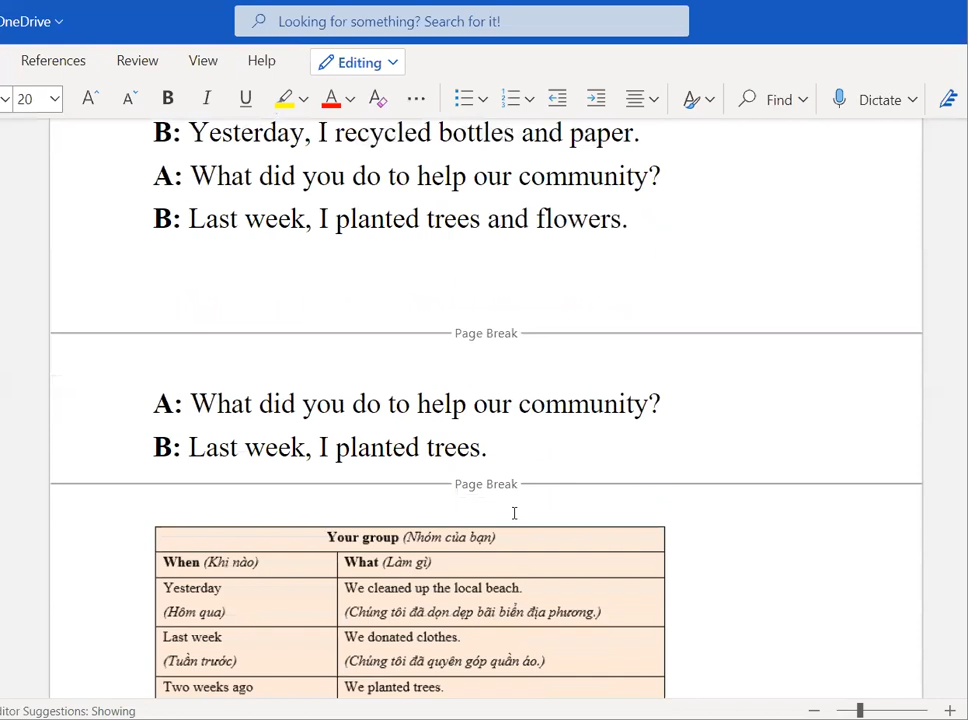 OneDrive
Looking for something? Search for it!
References Review View Help Editing
20 B I U Find Dictate
B: Yesterday, I recycled bottles and paper.
A: What did you do to help our community?
B: Last week, I planted trees and flowers.
Page Break
A: What did you do to help our community?
B: Last week, I planted trees.
Page Break
Your group (Nhóm của bạn)
When (Khi nào) What (Làm gì)
Yesterday We cleaned up the local beach.
(Hôm qua) (Chúng tôi đã dọn dẹp bãi biển địa phương.)
Last week We donated clothes.
(Tuần trước) (Chúng tôi đã quyên góp quần áo.)
Two weeks ago We planted trees.
Suggestions: Showing